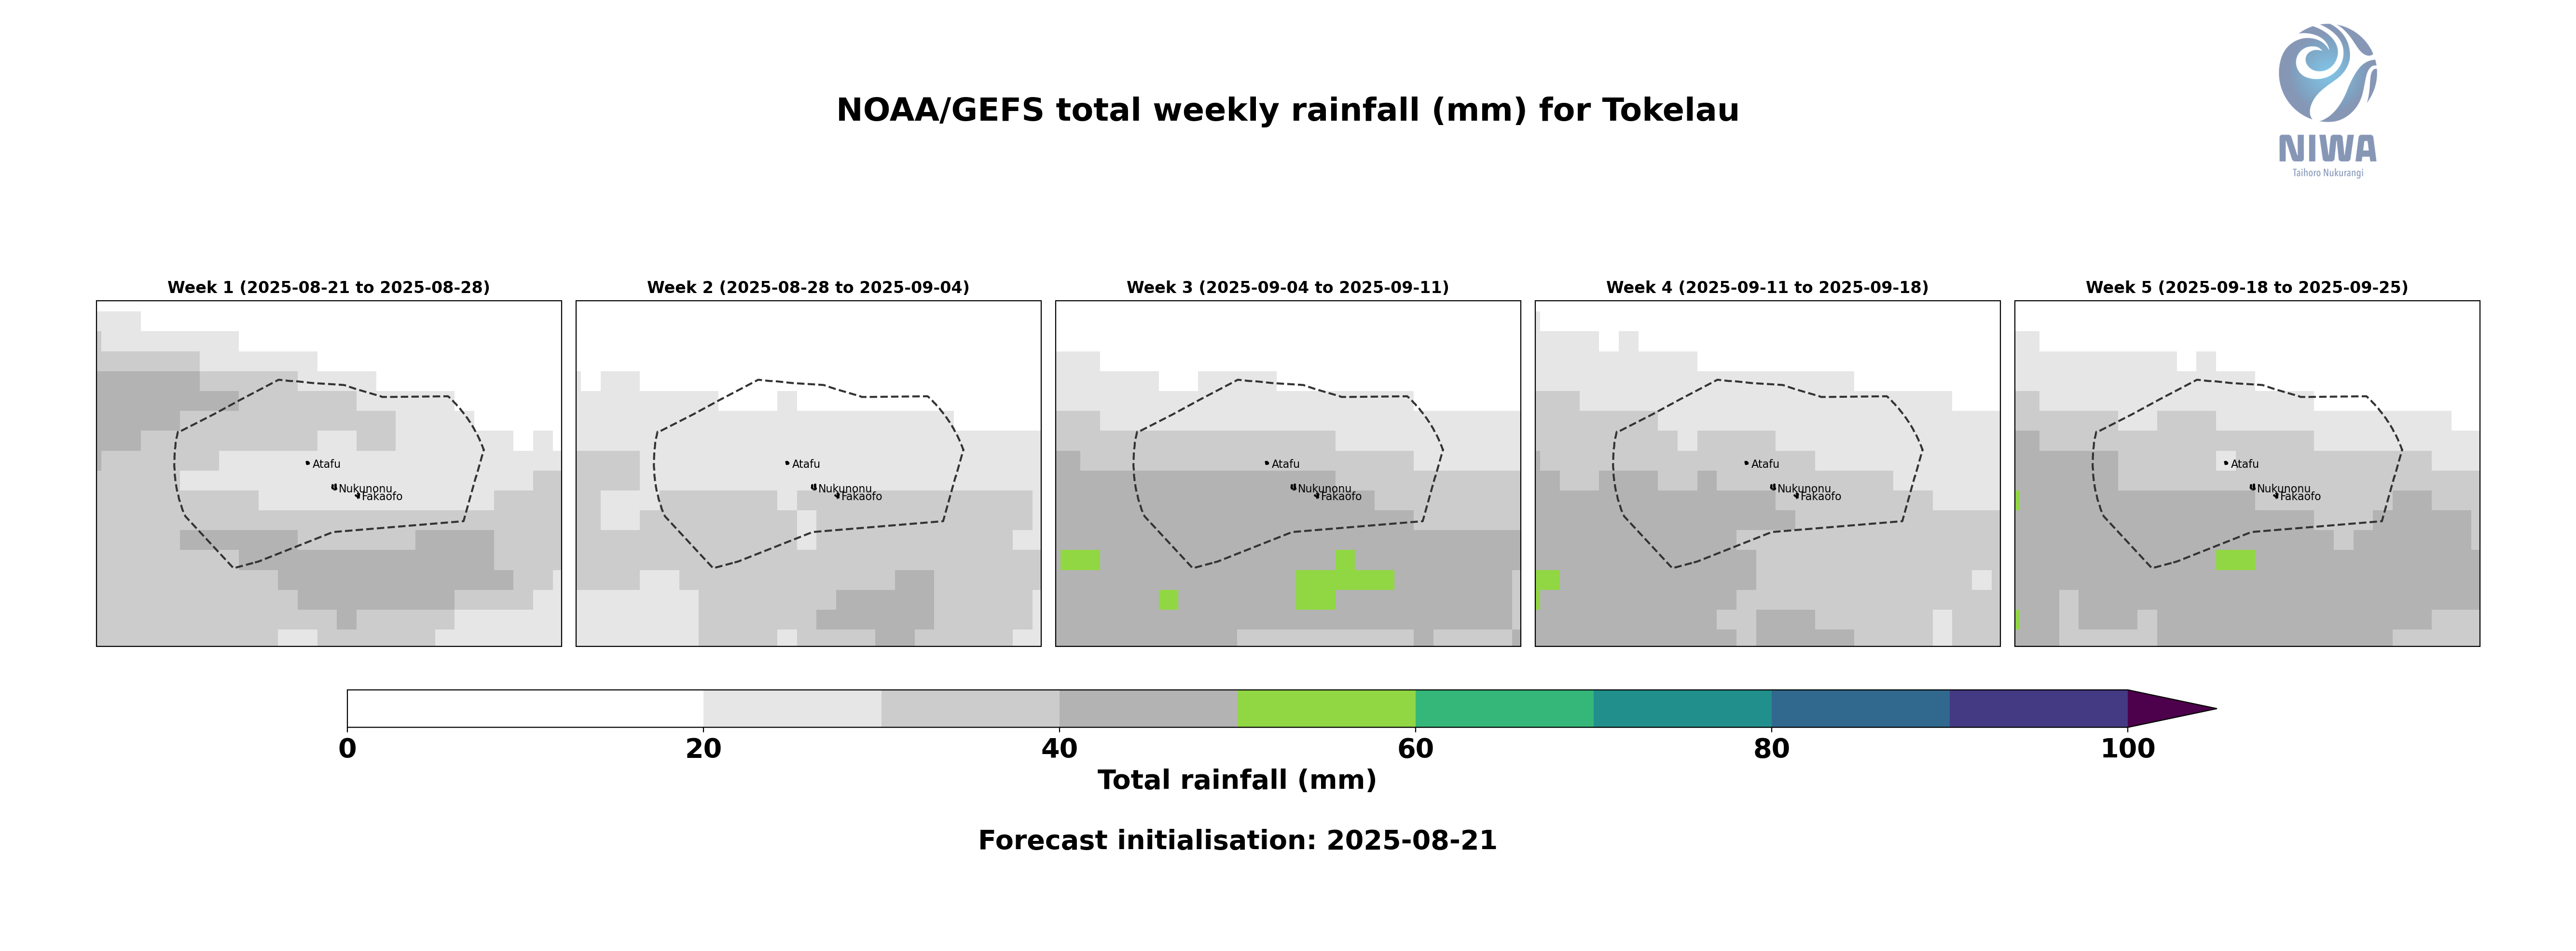 NOAA/GEFS total weekly rainfall (mm) for Tokelau
NIWA
Taihoro Nukurangi
Week 1 (2025-08-21 to 2025-08-28)
Week 2 (2025-08-28 to 2025-09-04)
Week 3 (2025-09-04 to 2025-09-11)
Week 4 (2025-09-11 to 2025-09-18)
Week 5 (2025-09-18 to 2025-09-25)
Atafu
Nukunonu
Fakaofo
Atafu
Nukunonu
Fakaofo
Atafu
Nukunonu
Fakaofo
Atafu
Nukunonu
Fakaofo
Atafu
Nukunonu
Fakaofo
0 20 40 60 80 100
Total rainfall (mm)
Forecast initialisation: 2025-08-21